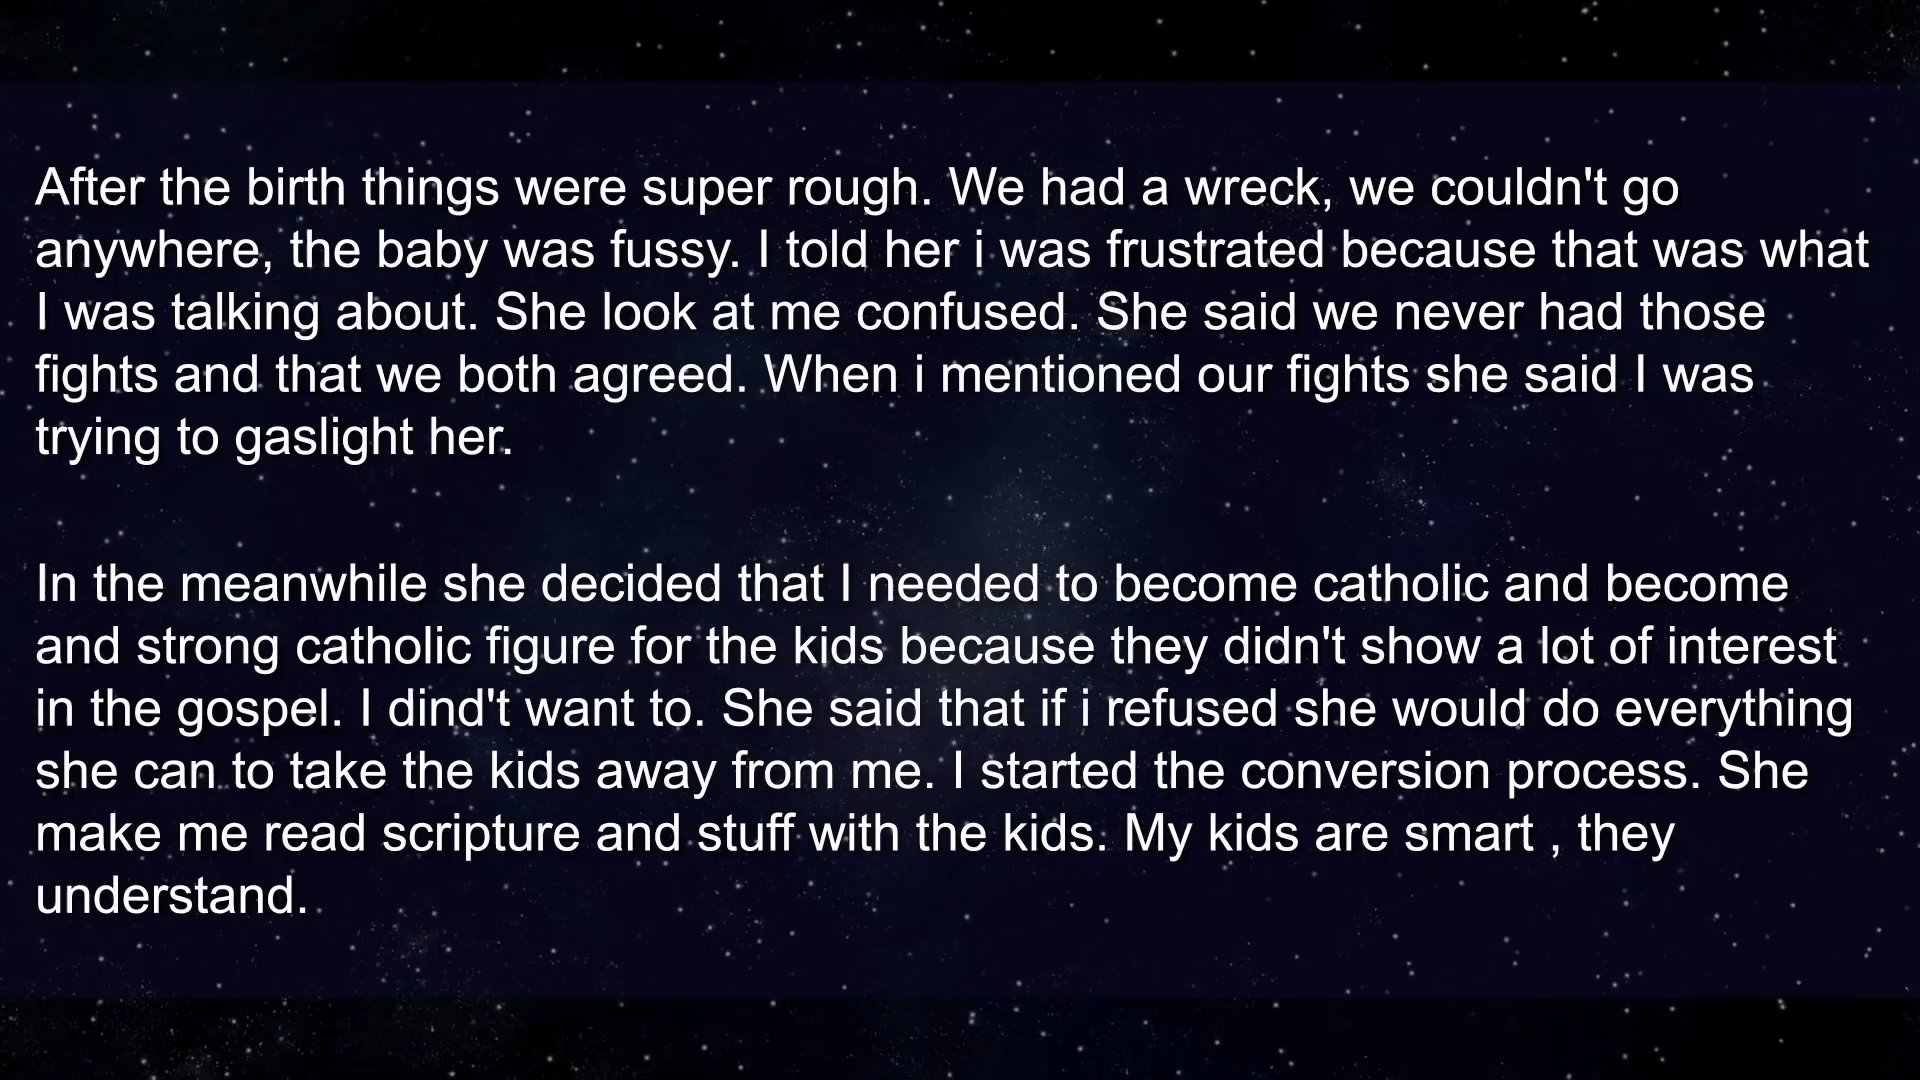 After the birth things were super rough. We had a wreck, we couldn't go
anywhere, the baby was fussy. I told her i was frustrated because that was what
I was talking about. She look at me confused. She said we never had those
fights and that we both agreed. When i mentioned our fights she said I was
trying to gaslight her.
In the meanwhile she decided that I needed to become catholic and become
and strong catholic figure for the kids because they didn't show a lot of interest
in the gospel. I dind't want to. She said that if i refused she would do everything
she can to take the kids away from me. I started the conversion process. She
make me read scripture and stuff with the kids. My kids are smart , they
understand.